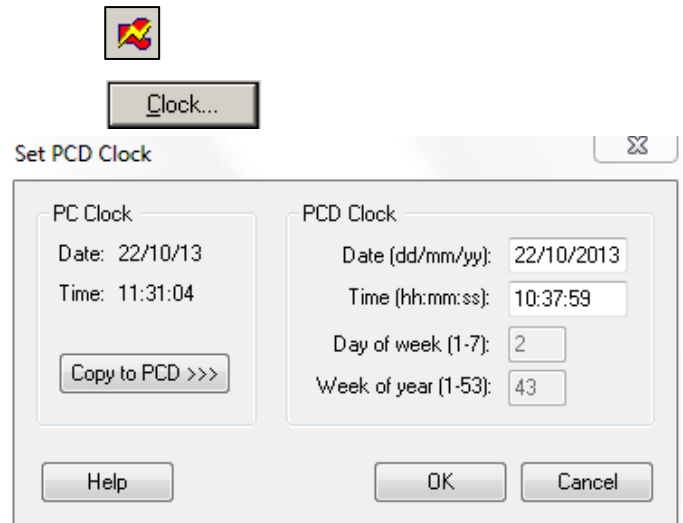 Clock...
Set PCD Clock
PC Clock
Date: 22/10/13
Time: 11:31:04
Copy to PCD >>>
PCD Clock
Date (dd/mm/yy): 22/10/2013
Time (hh:mm:ss): 10:37:59
Day of week (1-7): 2
Week of year (1-53): 43
Help
OK
Cancel